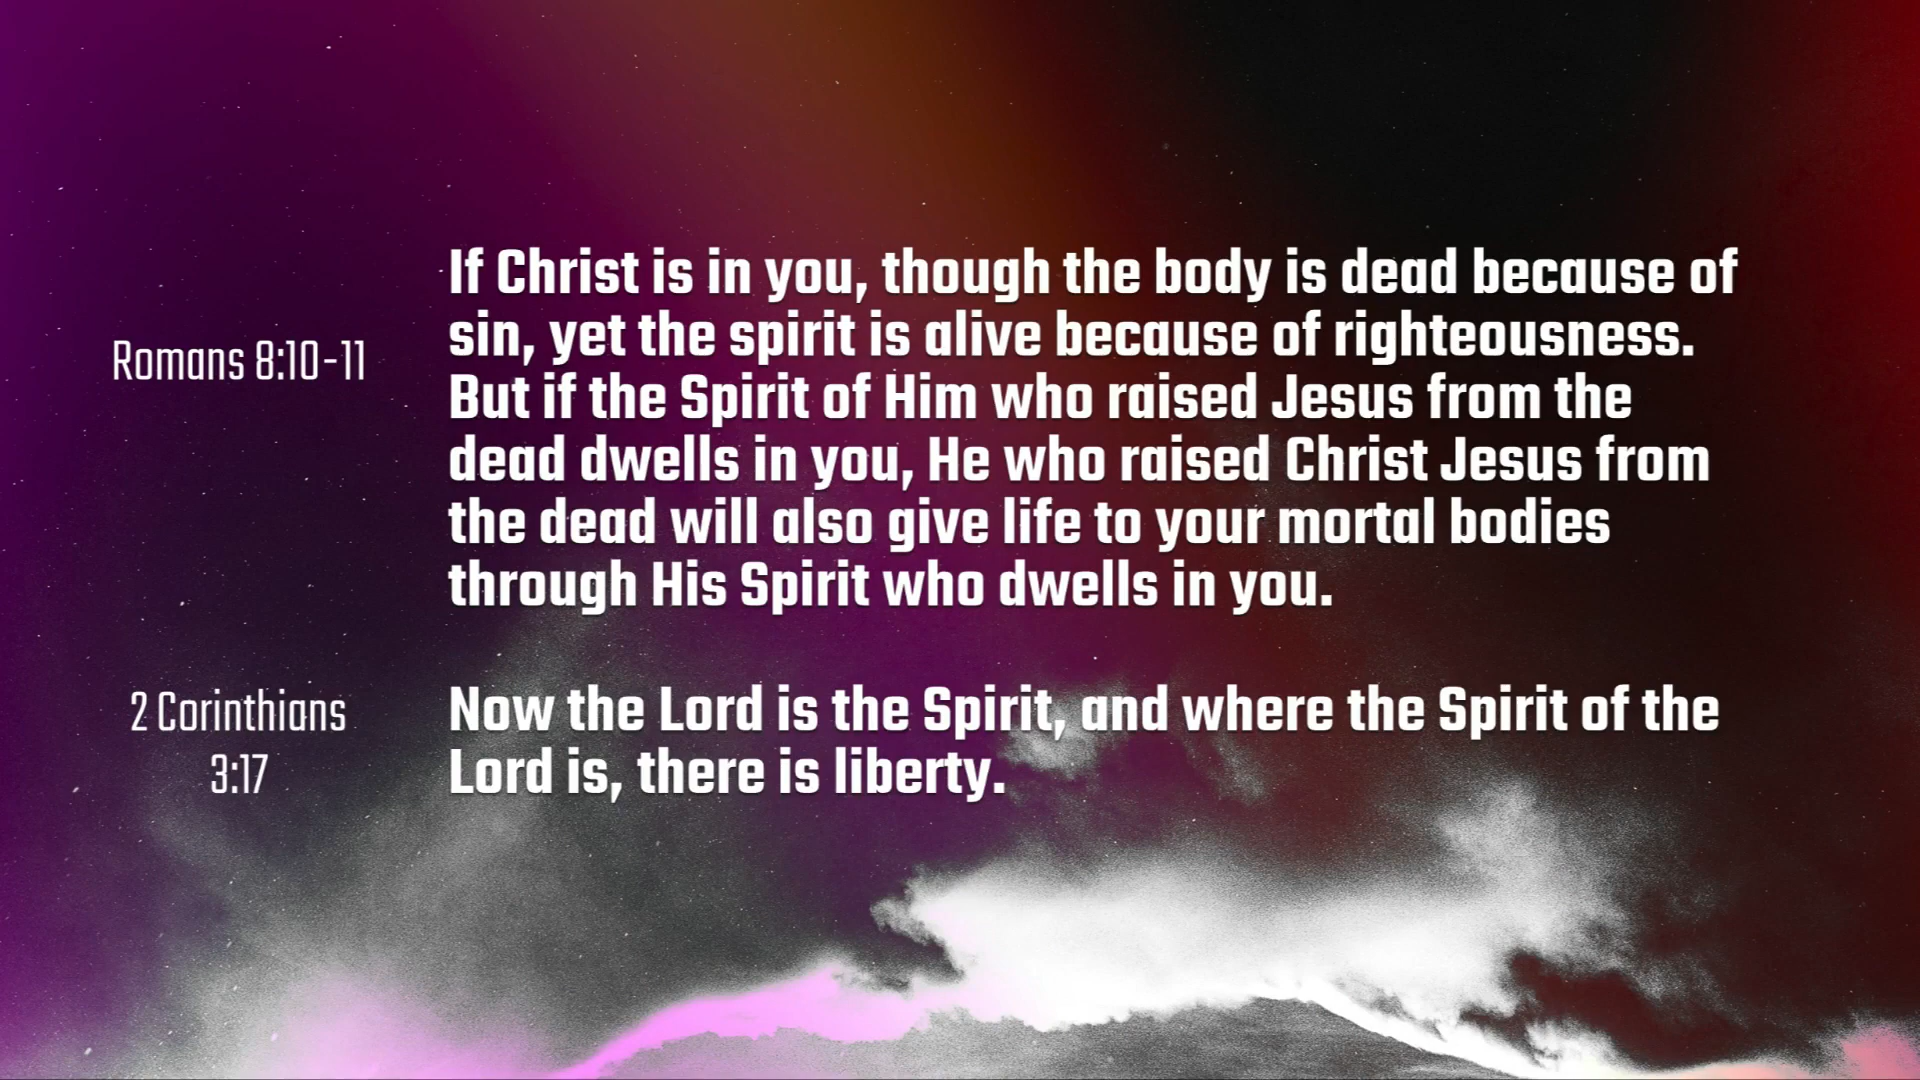 Romans 8:10-11
If Christ is in you, though the body is dead because of
sin, yet the spirit is alive because of righteousness.
But if the Spirit of Him who raised Jesus from the
dead dwells in you, He who raised Christ Jesus from
the dead will also give life to your mortal bodies
through His Spirit who dwells in you.
2 Corinthians
3:17
Now the Lord is the Spirit, and where the Spirit of the
Lord is, there is liberty.